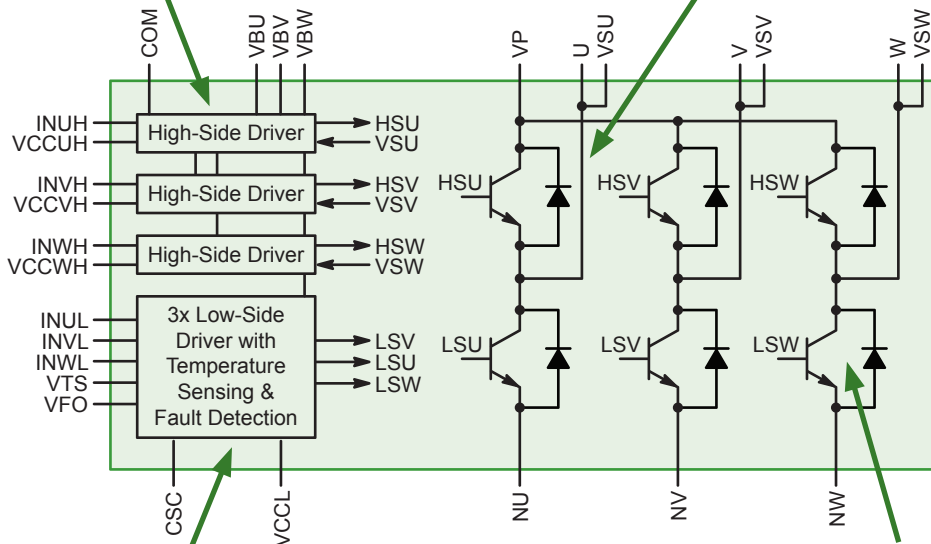 COM
VBU
VBV
VBW
VP
U
VSU
V
VSV
W
VSW
INUH
VCCUH
High-Side Driver
HSU
VSU
INVH
VCCVH
High-Side Driver
HSV
VSV
INWH
VCCWH
High-Side Driver
HSW
VSW
HSU
HSV
HSW
INUL
INVL
INWL
VTS
VFO
3x Low-Side
Driver with
Temperature
Sensing &
Fault Detection
LSV
LSU
LSW
LSU
LSV
LSW
CSC
VCCL
NU
NV
NW